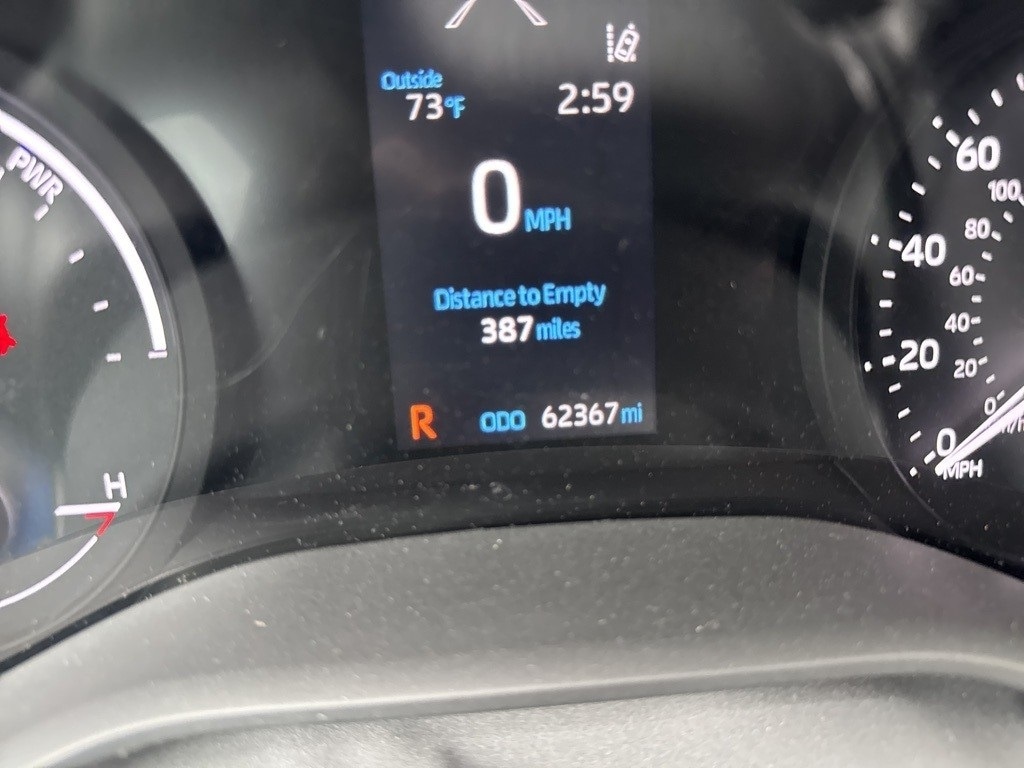 Outside
73°F
2:59
0 MPH
Distance to Empty
387 miles
R
ODO 62367 mi
PWR
H
60
40
20
0
MPH
100
80
60
40
20
0